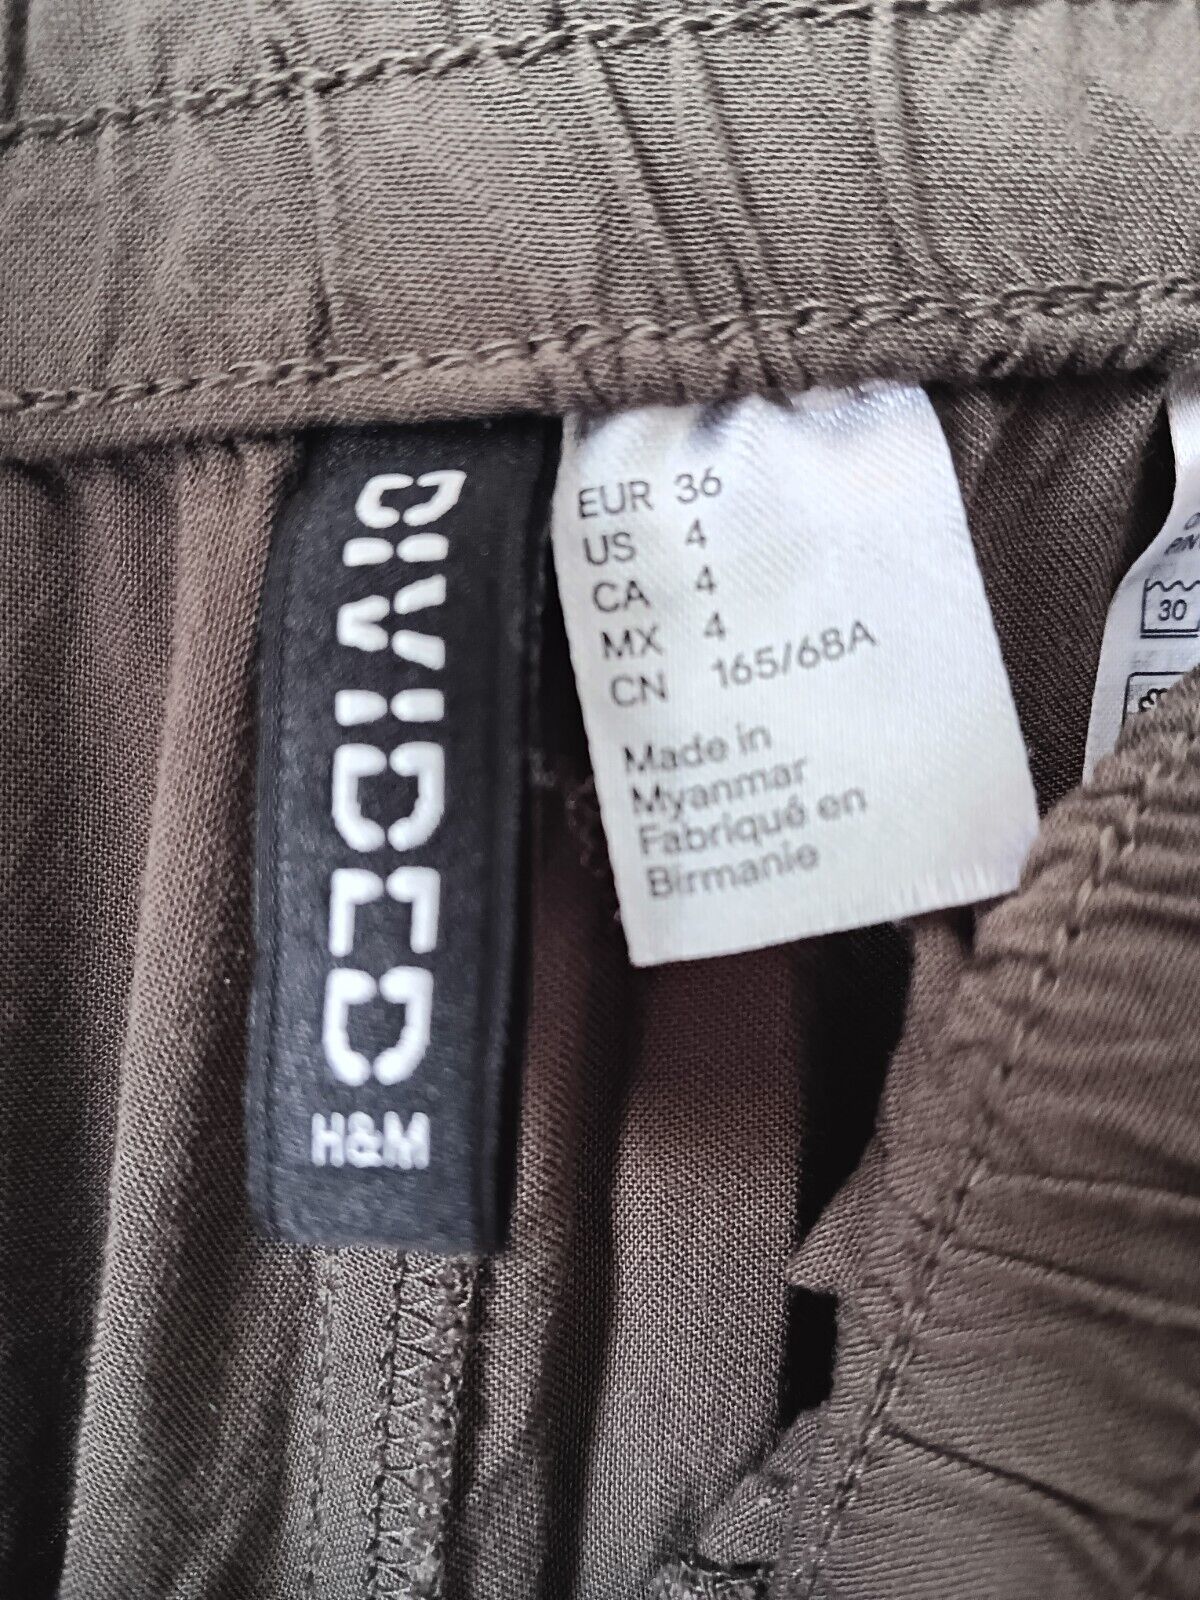 DIVIDED
H&M
EUR 36
US 4
CA 4
MX 4
CN 165/68A
Made in
Myanmar
Fabriqué en
Birmanie
30